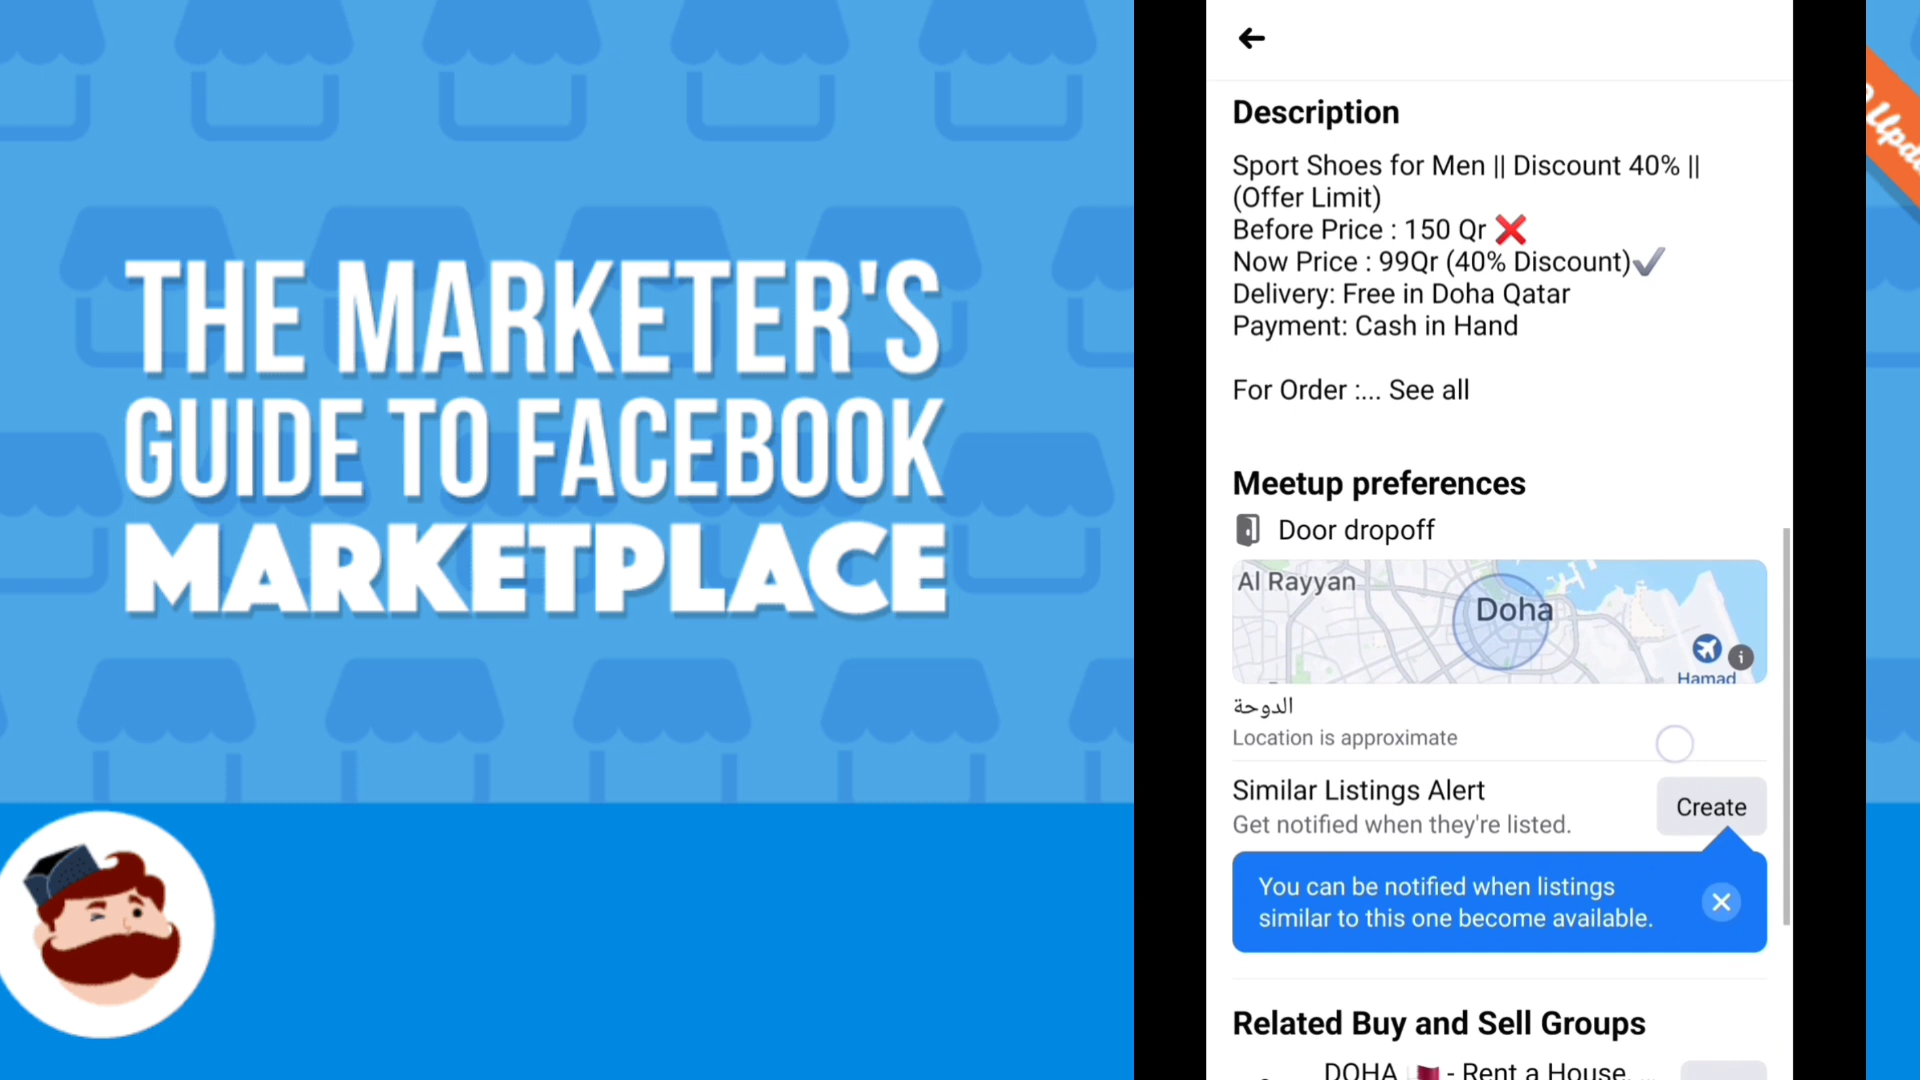 THE MARKETER'S
GUIDE TO FACEBOOK
MARKETPLACE
Description
Sport Shoes for Men || Discount 40% ||
(Offer Limit)
Before Price : 150 Qr ❌
Now Price : 99Qr (40% Discount)✔️
Delivery: Free in Doha Qatar
Payment: Cash in Hand
For Order :... See all
Meetup preferences
Door dropoff
Al Rayyan
Doha
Hamad
الدوحة
Location is approximate
Similar Listings Alert
Create
Get notified when they're listed.
You can be notified when listings
similar to this one become available.
Related Buy and Sell Groups
DOHA 🇶🇦 - Rent a House, ...